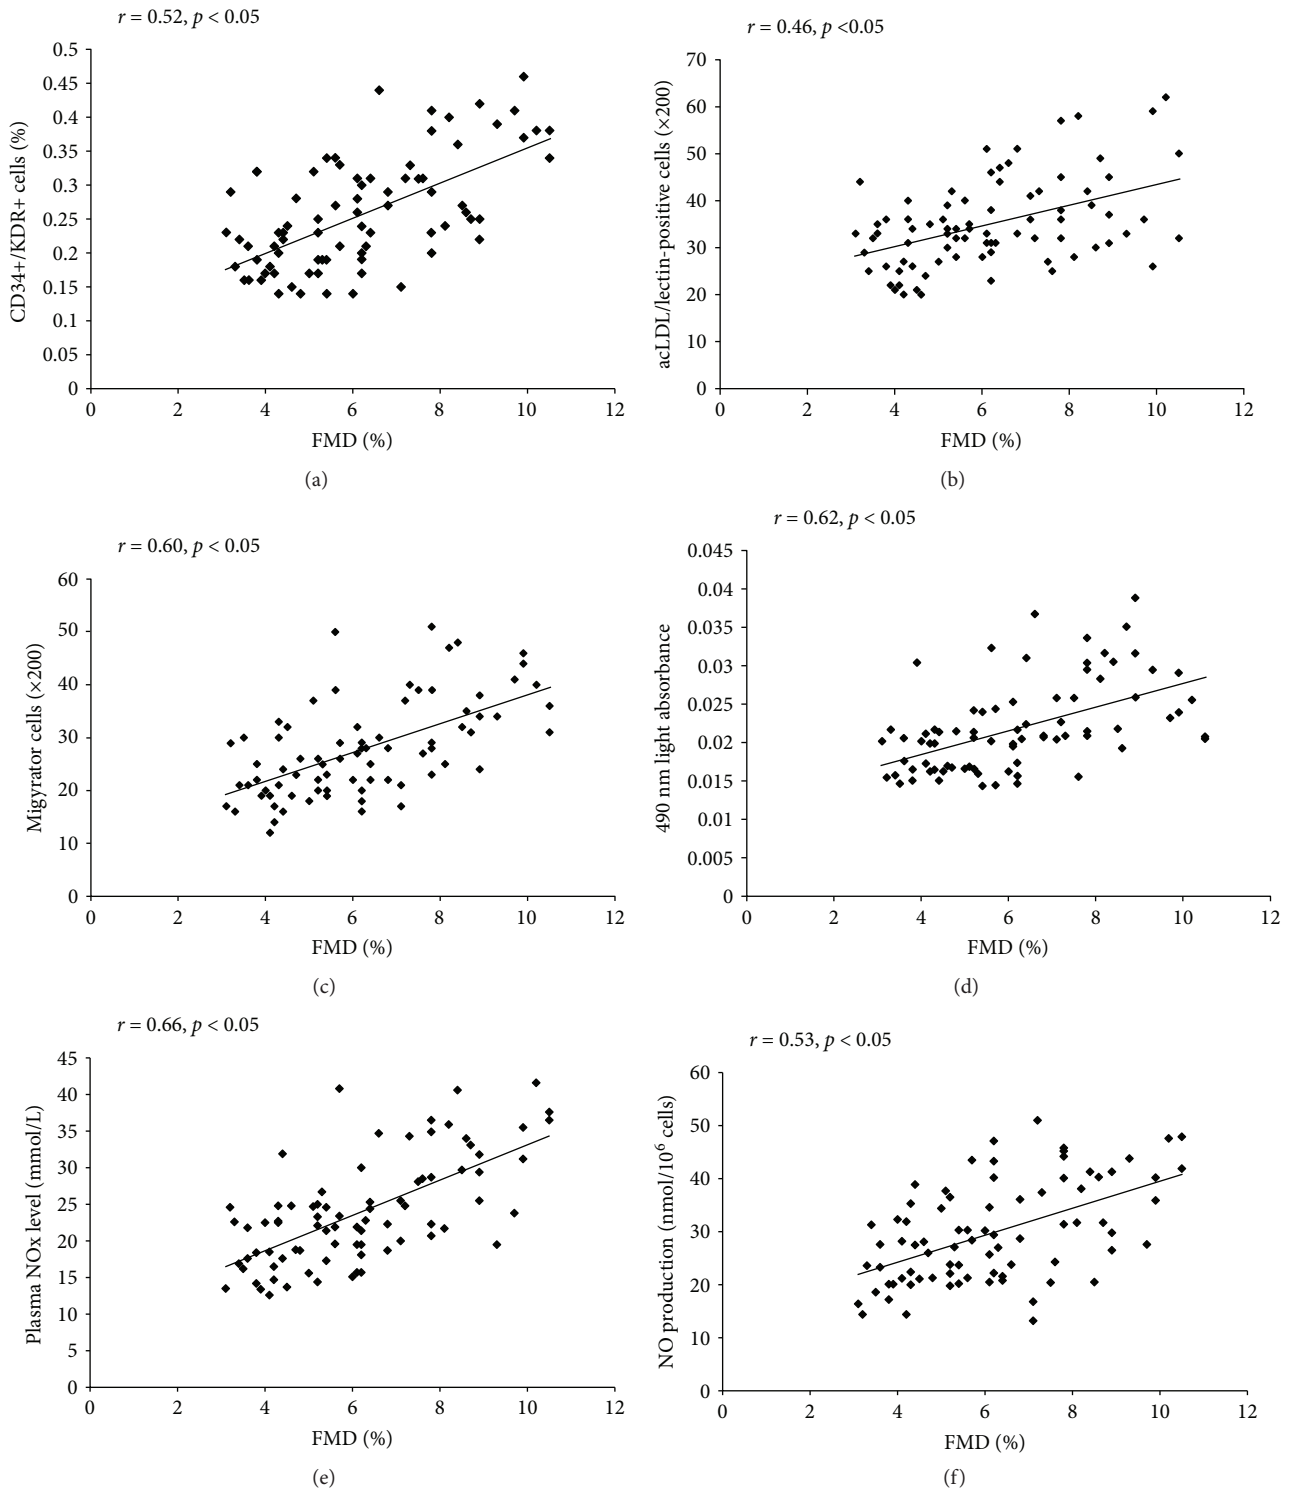 r = 0.52, p < 0.05
CD34+/KDR+ cells (%)
0.5
0.45
0.4
0.35
0.3
0.25
0.2
0.15
0.1
0.05
0
0 2 4 6 8 10 12
FMD (%)
(a)
r = 0.46, p <0.05
acLDL/lectin-positive cells (×200)
70
60
50
40
30
20
10
0
0 2 4 6 8 10 12
FMD (%)
(b)
r = 0.60, p < 0.05
Migyrator cells (×200)
60
50
40
30
20
10
0
0 2 4 6 8 10 12
FMD (%)
(c)
r = 0.62, p < 0.05
490 nm light absorbance
0.045
0.04
0.035
0.03
0.025
0.02
0.015
0.01
0.005
0
0 2 4 6 8 10 12
FMD (%)
(d)
r = 0.66, p < 0.05
Plasma NOx level (mmol/L)
45
40
35
30
25
20
15
10
5
0
0 2 4 6 8 10 12
FMD (%)
(e)
r = 0.53, p < 0.05
NO production (nmol/10⁶ cells)
60
50
40
30
20
10
0
0 2 4 6 8 10 12
FMD (%)
(f)